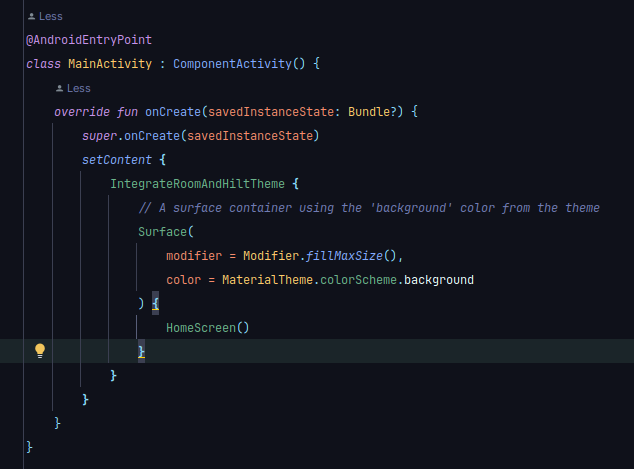 Less
@AndroidEntryPoint
class MainActivity : ComponentActivity() {
Less
override fun onCreate(savedInstanceState: Bundle?) {
super.onCreate(savedInstanceState)
setContent {
IntegrateRoomAndHiltTheme {
// A surface container using the 'background' color from the theme
Surface(
modifier = Modifier.fillMaxSize(),
color = MaterialTheme.colorScheme.background
) {
HomeScreen()
}
}
}
}
}